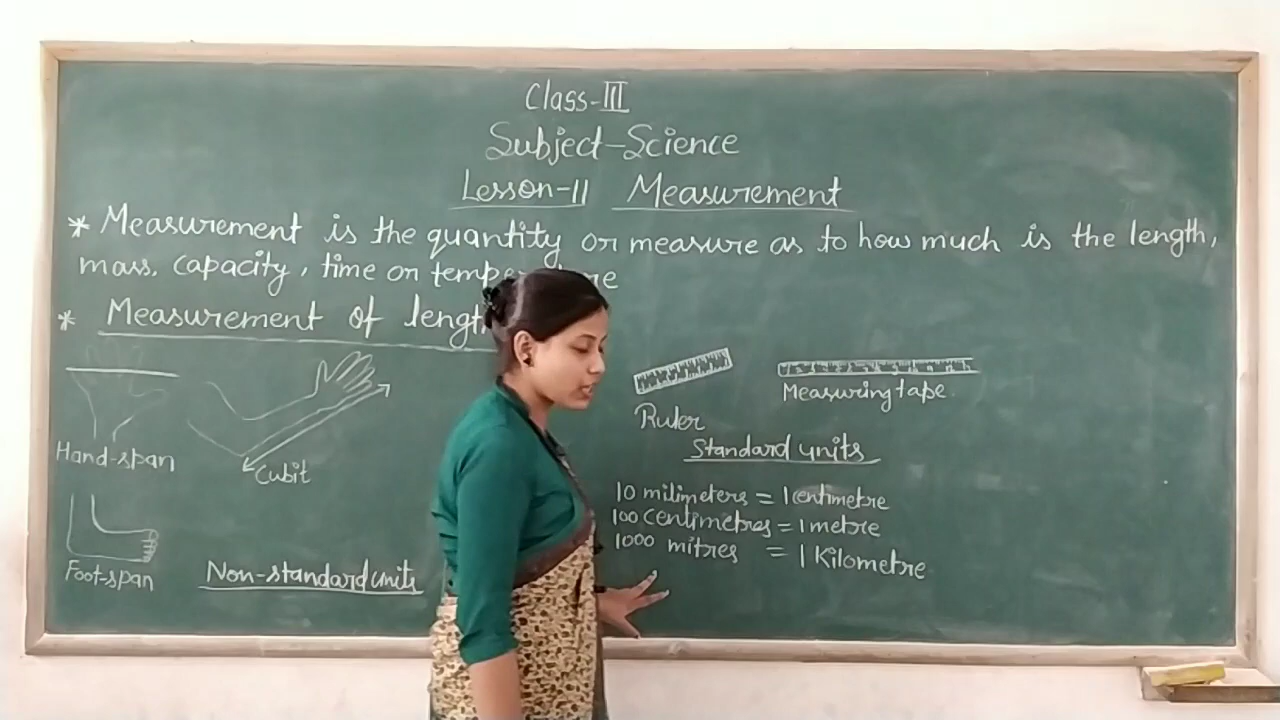 Class-III
Subject-Science
Lesson-11 Measurement
* Measurement is the quantity or measure as to how much is the length,
mass, capacity, time or
* Measurement of
Hand-span
Cubit
Foot-span
Non-standard units
Ruler
Measuring tape
Standard units
10 milimeters = 1 centimetre
100 Centimetres = 1 metre
1000 mitres = 1 Kilometre